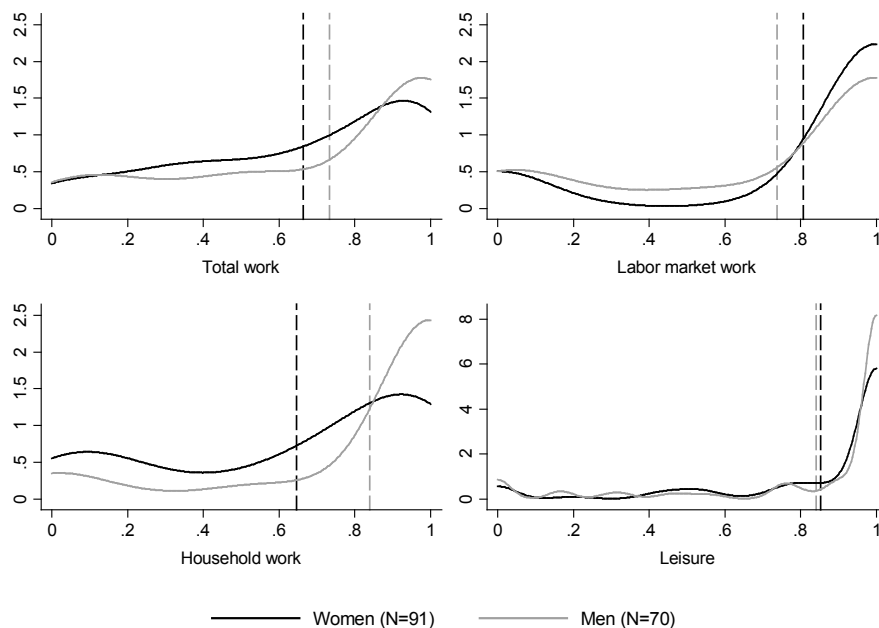 0 .5 1 1.5 2 2.5
0 .2 .4 .6 .8 1
Total work
0 .5 1 1.5 2 2.5
0 .2 .4 .6 .8 1
Labor market work
0 .5 1 1.5 2 2.5
0 .2 .4 .6 .8 1
Household work
0 2 4 6 8
0 .2 .4 .6 .8 1
Leisure
Women (N=91) Men (N=70)